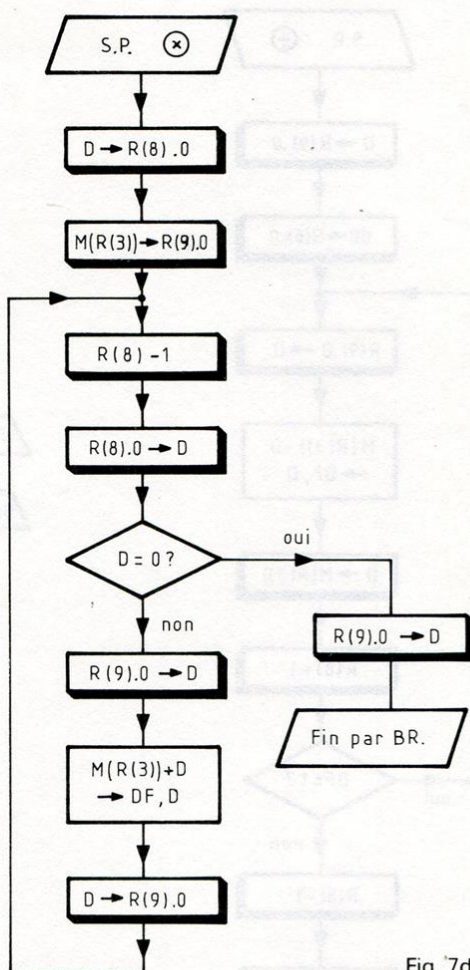 S.P. ⊗
D → R(8).0
M(R(3)) → R(9).0
R(8) -1
R(8).0 → D
D = 0 ?
oui
non
R(9).0 → D
R(9).0 → D
M(R(3))+D
→ DF, D
Fin par BR.
D → R(9).0
Fig. 7d